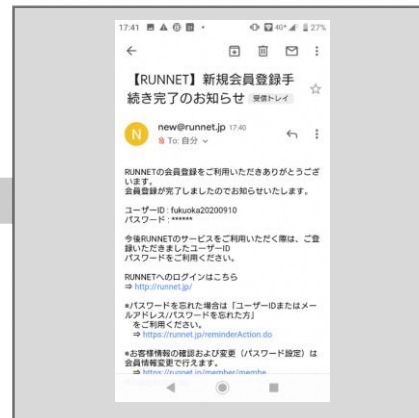 17:41
40+
27%
【RUNNET】新規会員登録手
続き完了のお知らせ 受信トレイ
N
new@runnet.jp 17:40
To: 自分
RUNNETの会員登録をご利用いただきありがとうござ
います。
会員登録が完了しましたのでお知らせいたします。
ユーザーID : fukuoka20200910
パスワード : ******
今後RUNNETのサービスをご利用いただく際は、ご登
録いただきましたユーザーID
パスワードをご利用ください。
RUNNETへのログインはこちら
⇒ http://runnet.jp/
*パスワードを忘れた場合は「ユーザーIDまたはメー
ルアドレス/パスワードを忘れた方」
をご利用ください。
⇒ https://runnet.jp/reminderAction.do
*お客様情報の確認および変更（パスワード設定）は
会員情報変更で行えます。
⇒ https://runnet.jp/member/membe